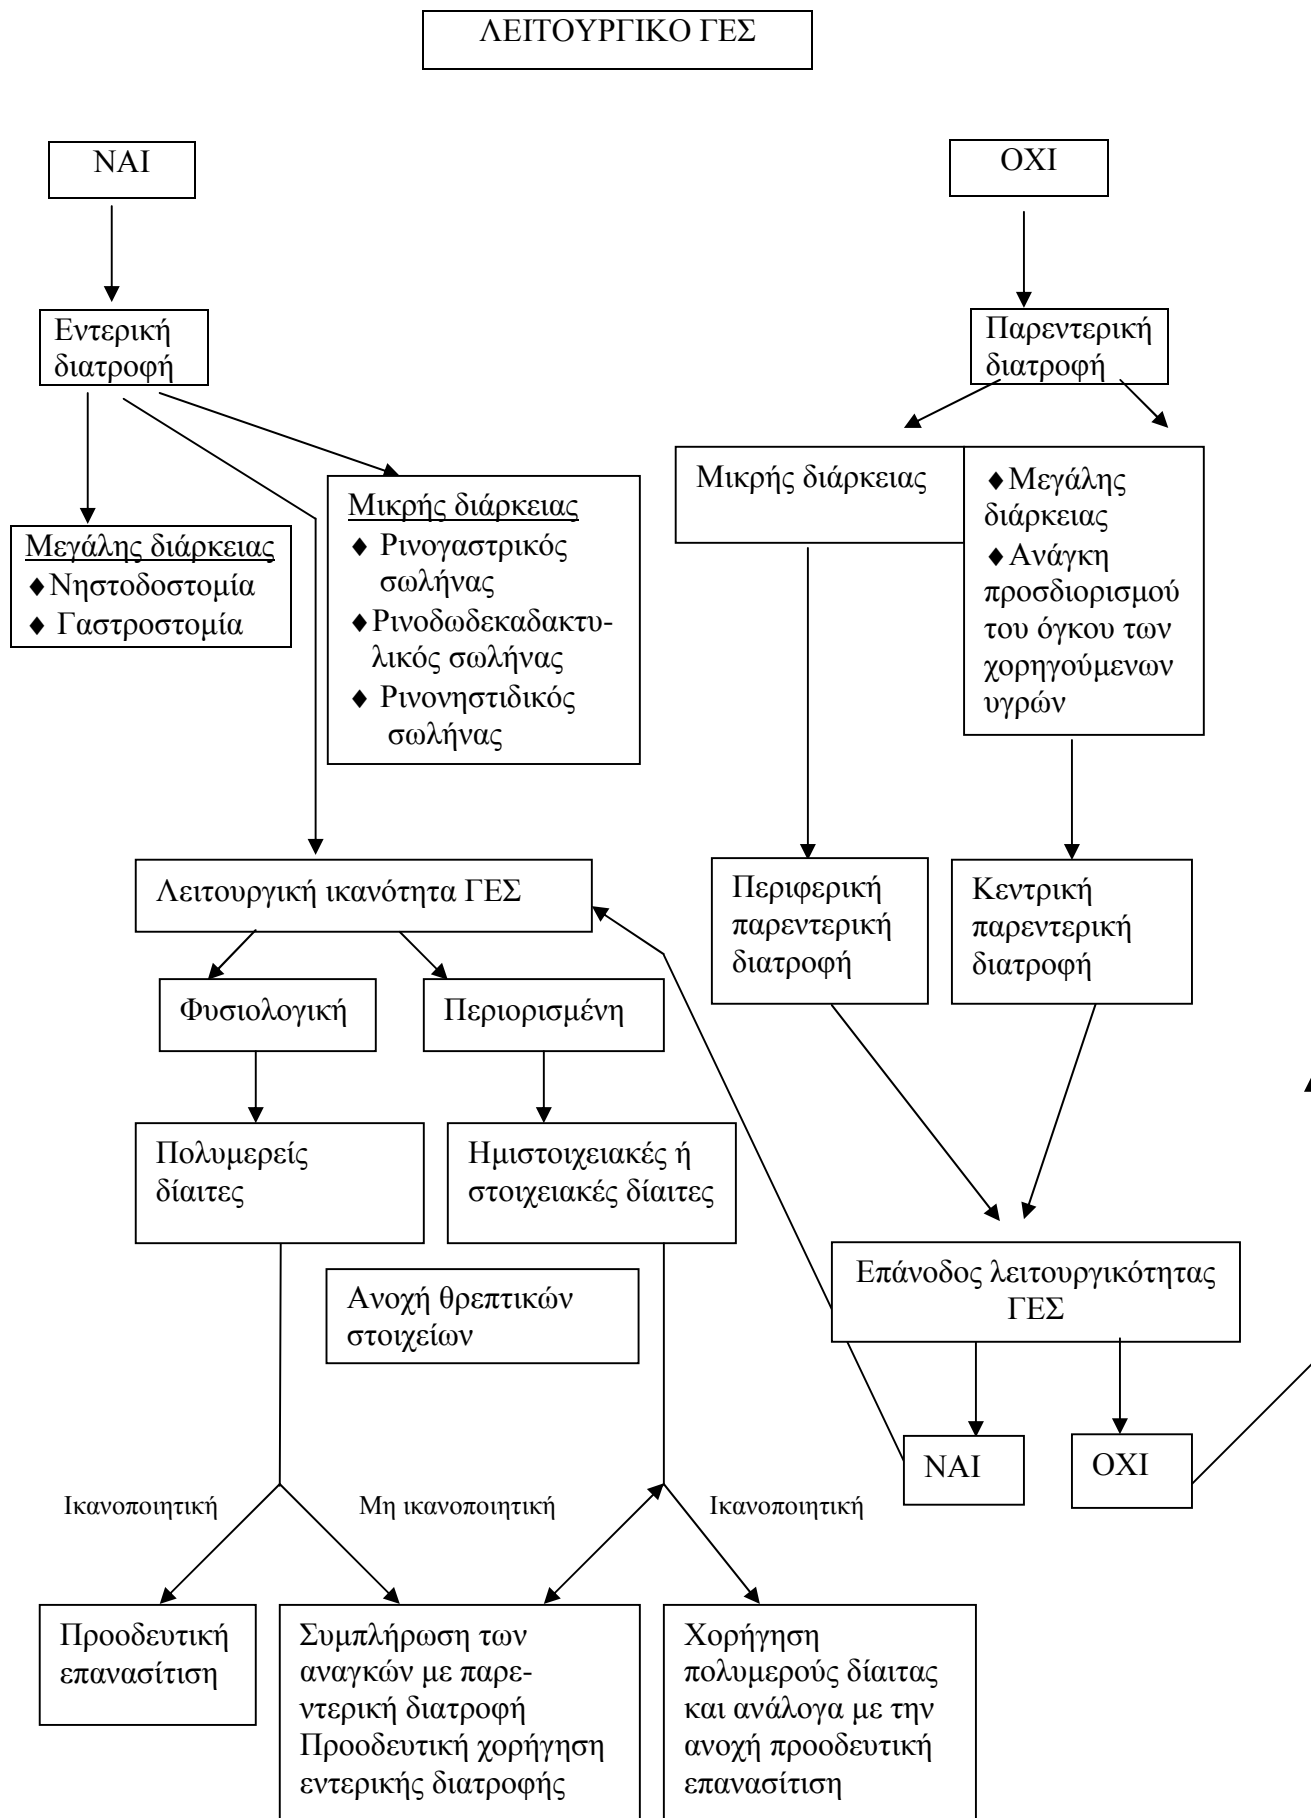 ΛΕΙΤΟΥΡΓΙΚΟ ΓΕΣ
ΝΑΙ
ΟΧΙ
Εντερική
διατροφή
Παρεντερική
διατροφή
Μεγάλης διάρκειας
♦Νηστοδοστομία
♦ Γαστροστομία
Μικρής διάρκειας
♦ Ρινογαστρικός
σωλήνας
♦Ρινοδωδεκαδακτυ-
λικός σωλήνας
♦ Ρινονηστιδικός
σωλήνας
Μικρής διάρκειας
♦Μεγάλης
διάρκειας
♦Ανάγκη
προσδιορισμού
του όγκου των
χορηγούμενων
υγρών
Λειτουργική ικανότητα ΓΕΣ
Περιφερική
παρεντερική
διατροφή
Κεντρική
παρεντερική
διατροφή
Φυσιολογική
Περιορισμένη
Πολυμερείς
δίαιτες
Ημιστοιχειακές ή
στοιχειακές δίαιτες
Ανοχή θρεπτικών
στοιχείων
Επάνοδος λειτουργικότητας
ΓΕΣ
ΝΑΙ
ΟΧΙ
Ικανοποιητική
Μη ικανοποιητική
Ικανοποιητική
Προοδευτική
επανασίτιση
Συμπλήρωση των
αναγκών με παρε-
ντερική διατροφή
Προοδευτική χορήγηση
εντερικής διατροφής
Χορήγηση
πολυμερούς δίαιτας
και ανάλογα με την
ανοχή προοδευτική
επανασίτιση